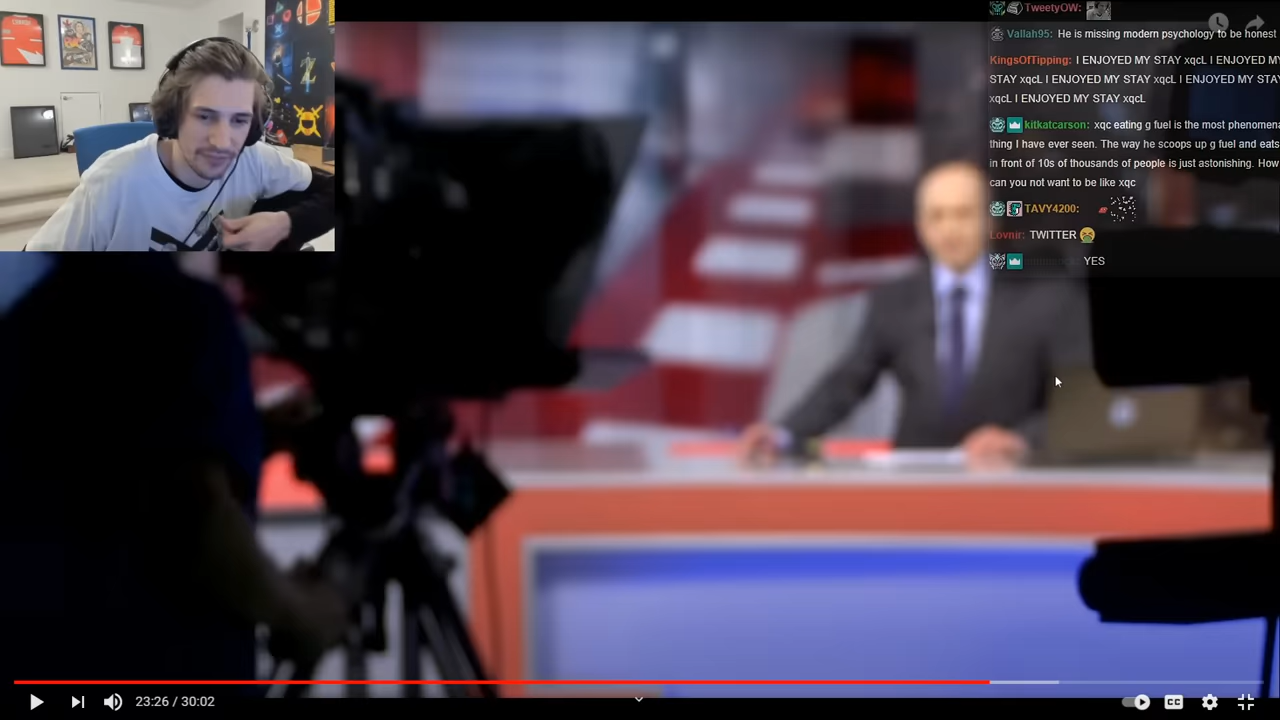 TweetyOW:
Vallah95: He is missing modern psychology to be honest
KingsOfTipping: I ENJOYED MY STAY xqcL I ENJOYED MY
STAY xqcL I ENJOYED MY STAY xqcL I ENJOYED MY STAY
xqcL I ENJOYED MY STAY xqcL
kitkatcarson: xqc eating g fuel is the most phenomena
thing I have ever seen. The way he scoops up g fuel and eats
in front of 10s of thousands of people is just astonishing. How
can you not want to be like xqc
TAVY4200:
Lovnir: TWITTER
YES
23:26 / 30:02
CC